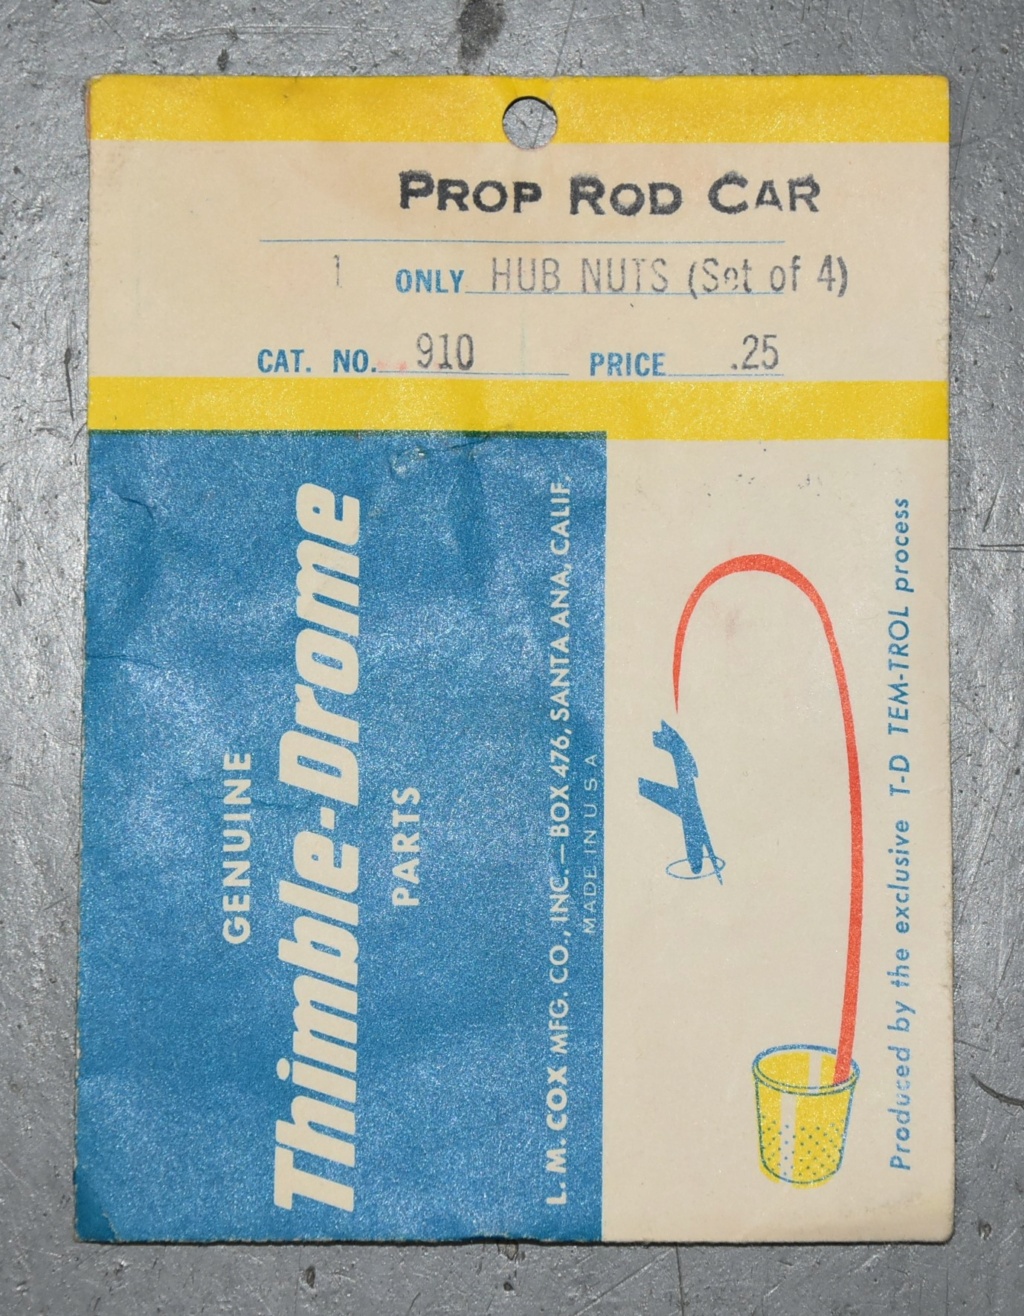 PROP ROD CAR
1 ONLY HUB NUTS (Set of 4)
CAT. NO. 910 PRICE .25
GENUINE
Thimble-Drome
PARTS
L. M. COX MFG. CO., INC.—BOX 476, SANTA ANA, CALIF.
MADE IN U S A
Produced by the exclusive T-D TEM-TROL process